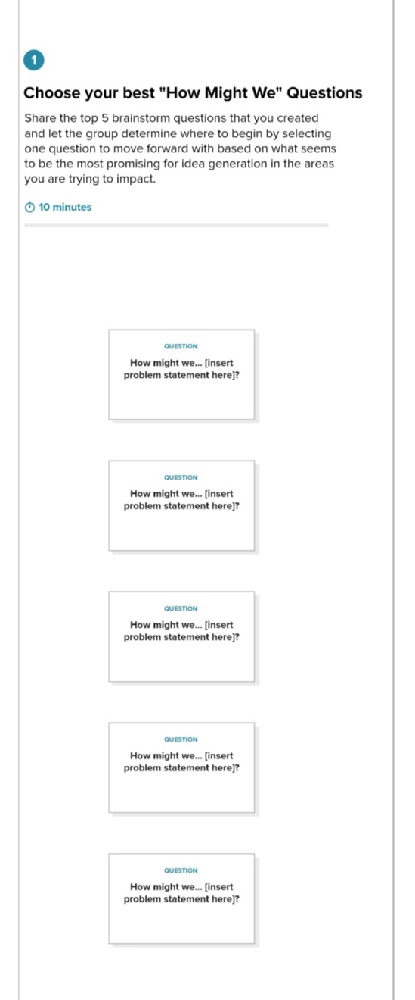 1
Choose your best "How Might We" Questions
Share the top 5 brainstorm questions that you created
and let the group determine where to begin by selecting
one question to move forward with based on what seems
to be the most promising for idea generation in the areas
you are trying to impact.
10 minutes
QUESTION
How might we... [insert
problem statement here]?
QUESTION
How might we... [insert
problem statement here]?
QUESTION
How might we... [insert
problem statement here]?
QUESTION
How might we... [insert
problem statement here]?
QUESTION
How might we... [insert
problem statement here]?